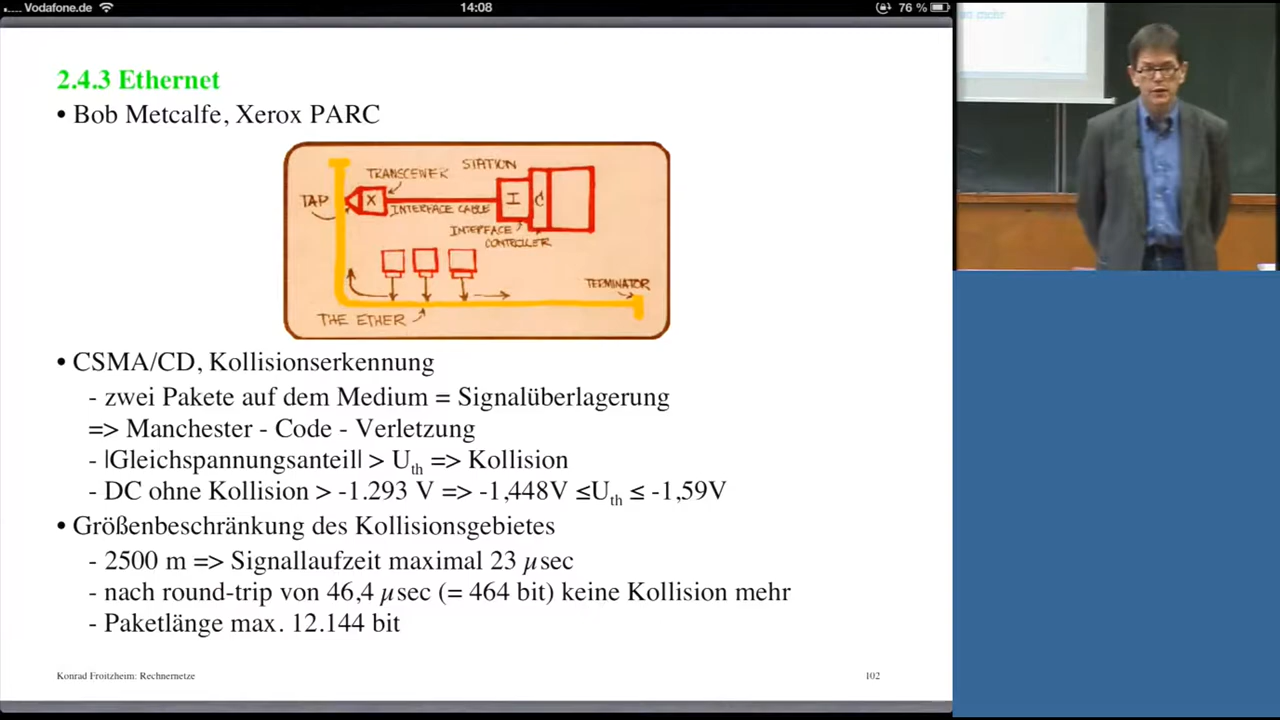 Vodafone.de
14:08
76 %
2.4.3 Ethernet
• Bob Metcalfe, Xerox PARC
STATION
TRANSCEIVER
TAP
X
I
C
INTERFACE CABLE
INTERFACE
CONTROLLER
TERMINATOR
THE ETHER
• CSMA/CD, Kollisionserkennung
- zwei Pakete auf dem Medium = Signalüberlagerung
=> Manchester - Code - Verletzung
- |Gleichspannungsanteil| > Uth => Kollision
- DC ohne Kollision > -1.293 V => -1,448V ≤Uth ≤ -1,59V
• Größenbeschränkung des Kollisionsgebietes
- 2500 m => Signallaufzeit maximal 23 µsec
- nach round-trip von 46,4 µsec (= 464 bit) keine Kollision mehr
- Paketlänge max. 12.144 bit
Konrad Froitzheim: Rechnernetze
102
mehr